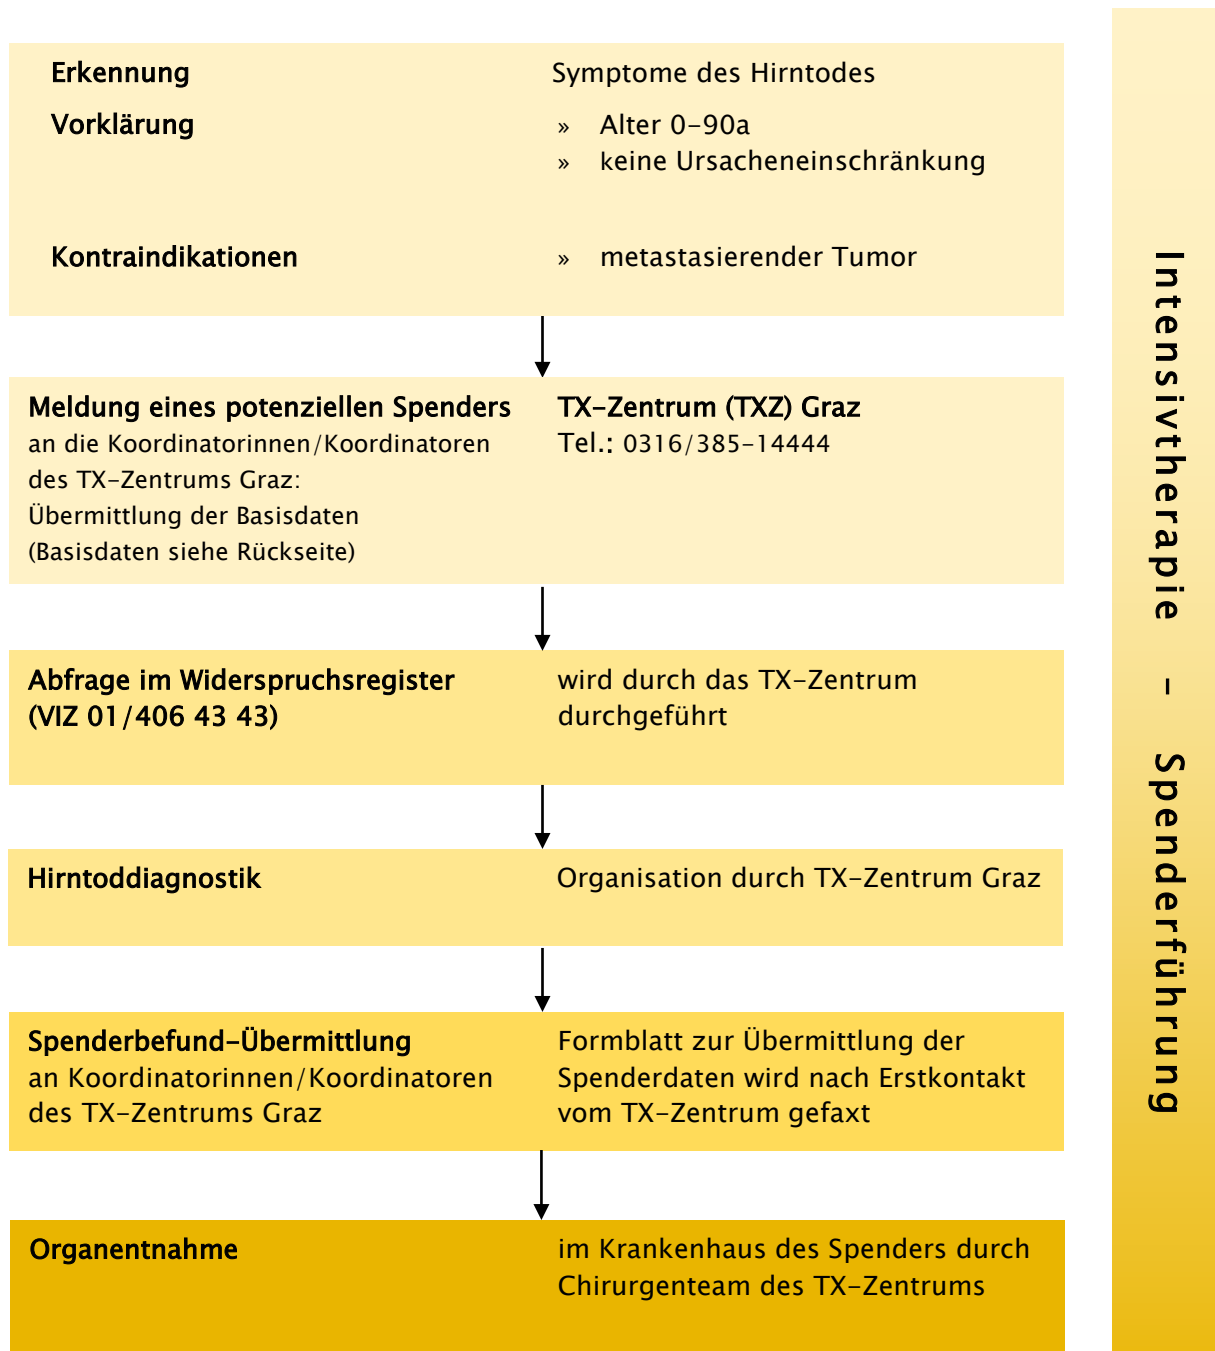 Erkennung Symptome des Hirntodes
Vorklärung » Alter 0-90a
» keine Ursacheneinschränkung
Kontraindikationen » metastasierender Tumor
Meldung eines potenziellen Spenders
an die Koordinatorinnen/Koordinatoren
des TX-Zentrums Graz:
Übermittlung der Basisdaten
(Basisdaten siehe Rückseite)
TX-Zentrum (TXZ) Graz
Tel.: 0316/385-14444
Abfrage im Widerspruchsregister
(VIZ 01/406 43 43)
wird durch das TX-Zentrum
durchgeführt
Hirntoddiagnostik Organisation durch TX-Zentrum Graz
Spenderbefund-Übermittlung
an Koordinatorinnen/Koordinatoren
des TX-Zentrums Graz
Formblatt zur Übermittlung der
Spenderdaten wird nach Erstkontakt
vom TX-Zentrum gefaxt
Organentnahme
im Krankenhaus des Spenders durch
Chirurgenteam des TX-Zentrums
Intensivtherapie - Spenderführung